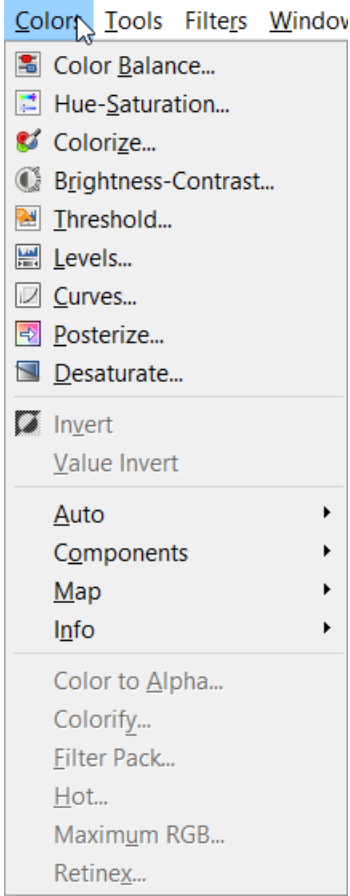 Colors Tools Filters Window
Color Balance...
Hue-Saturation...
Colorize...
Brightness-Contrast...
Threshold...
Levels...
Curves...
Posterize...
Desaturate...
Invert
Value Invert
Auto
Components
Map
Info
Color to Alpha...
Colorify...
Filter Pack...
Hot...
Maximum RGB...
Retinex...